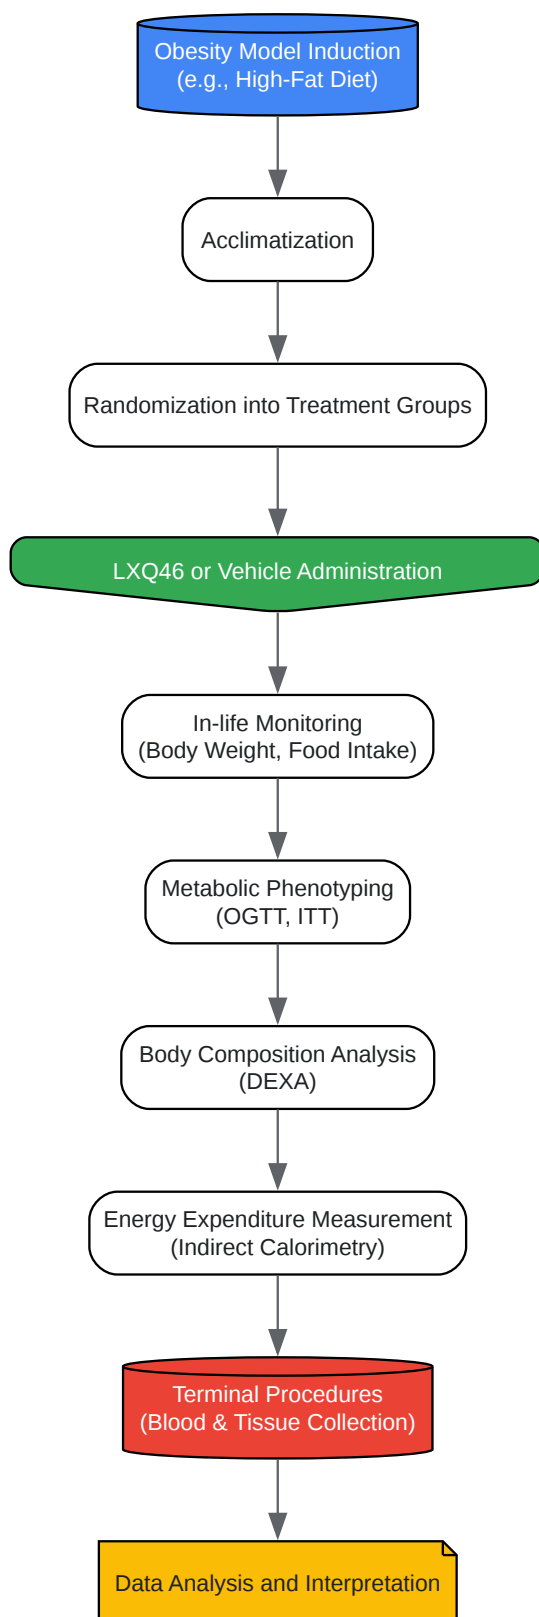 Obesity Model Induction
(e.g., High-Fat Diet)
Acclimatization
Randomization into Treatment Groups
LXQ46 or Vehicle Administration
In-life Monitoring
(Body Weight, Food Intake)
Metabolic Phenotyping
(OGTT, ITT)
Body Composition Analysis
(DEXA)
Energy Expenditure Measurement
(Indirect Calorimetry)
Terminal Procedures
(Blood & Tissue Collection)
Data Analysis and Interpretation